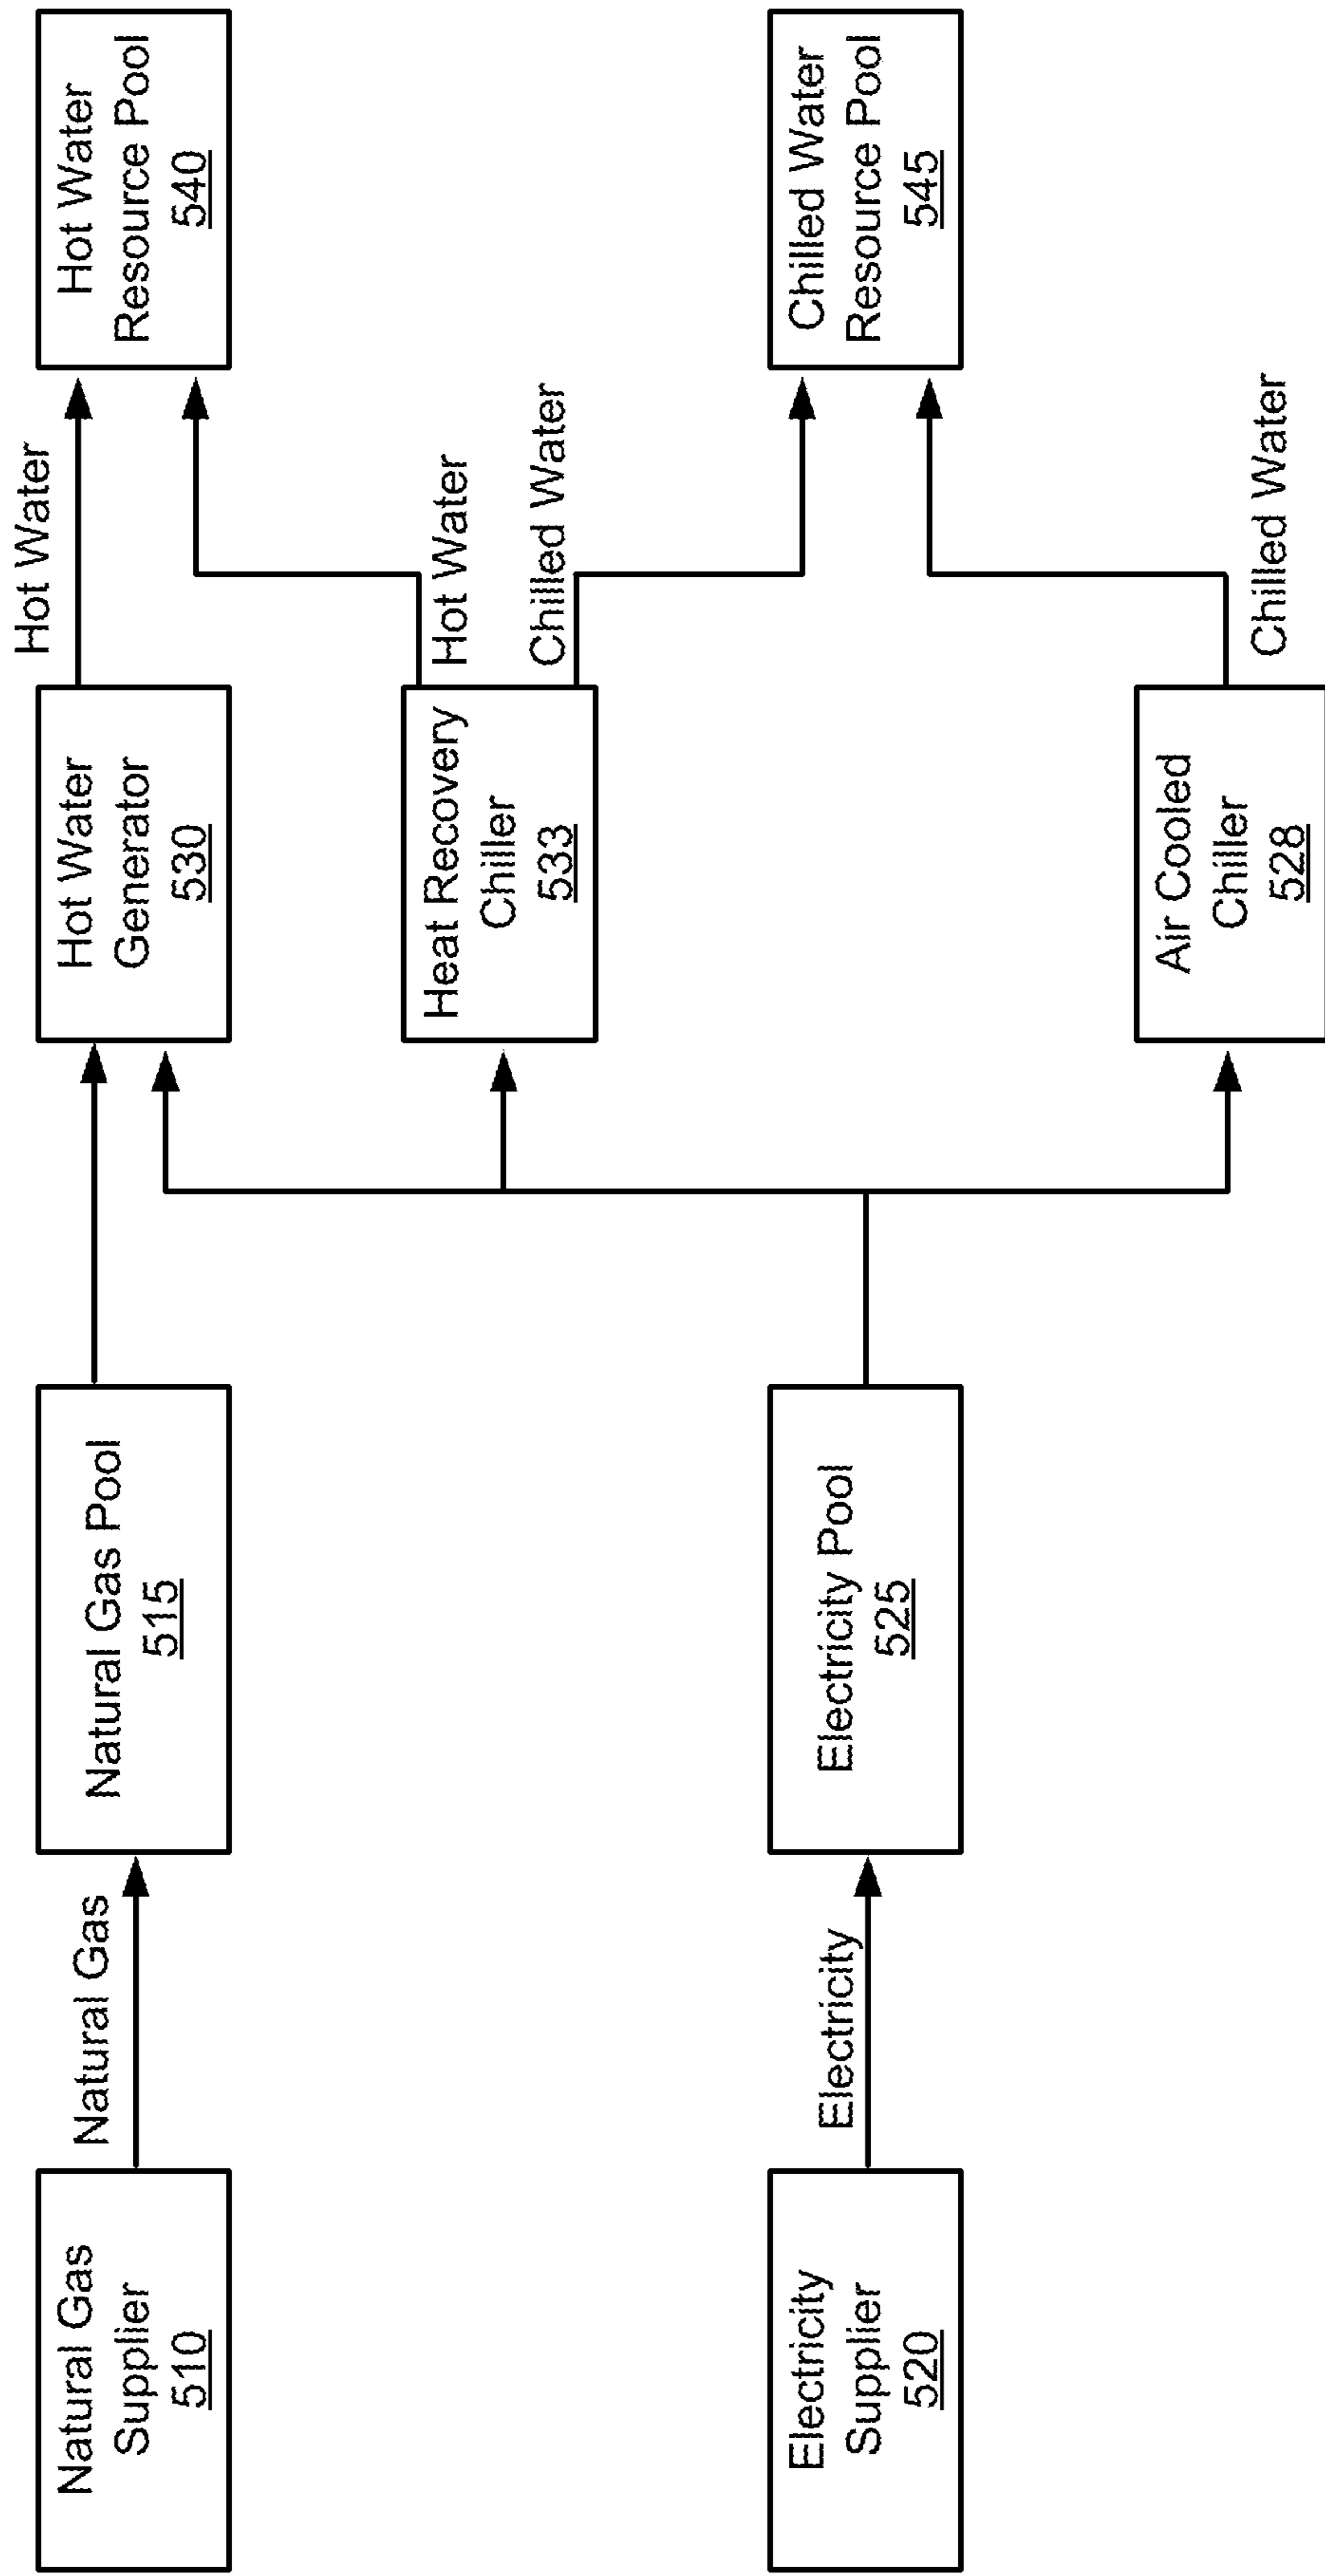 Natural Gas
Supplier
510
Natural Gas
Natural Gas Pool
515
Hot Water
Generator
530
Hot Water
Hot Water
Resource Pool
540
Heat Recovery
Chiller
533
Hot Water
Chilled Water
Electricity
Supplier
520
Electricity
Electricity Pool
525
Chilled Water
Resource Pool
545
Air Cooled
Chiller
528
Chilled Water